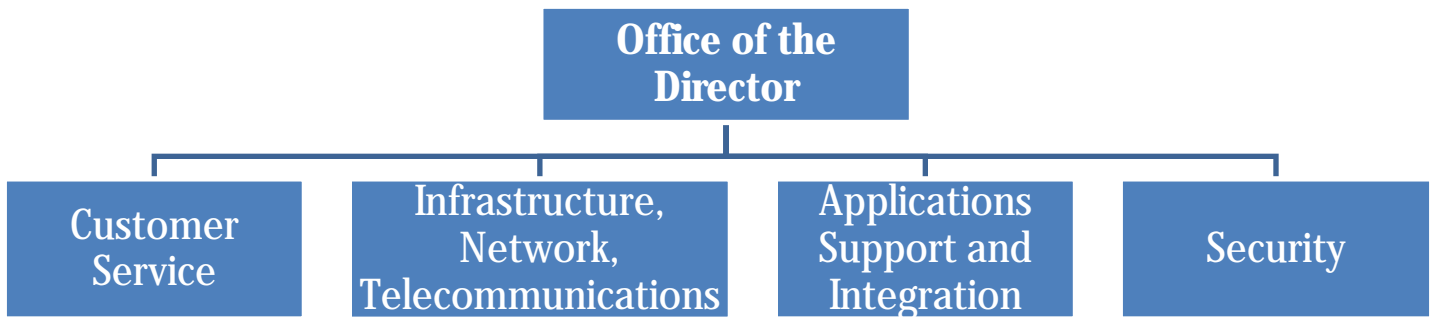 Office of the
Director
Customer
Service
Infrastructure,
Network,
Telecommunications
Applications
Support and
Integration
Security